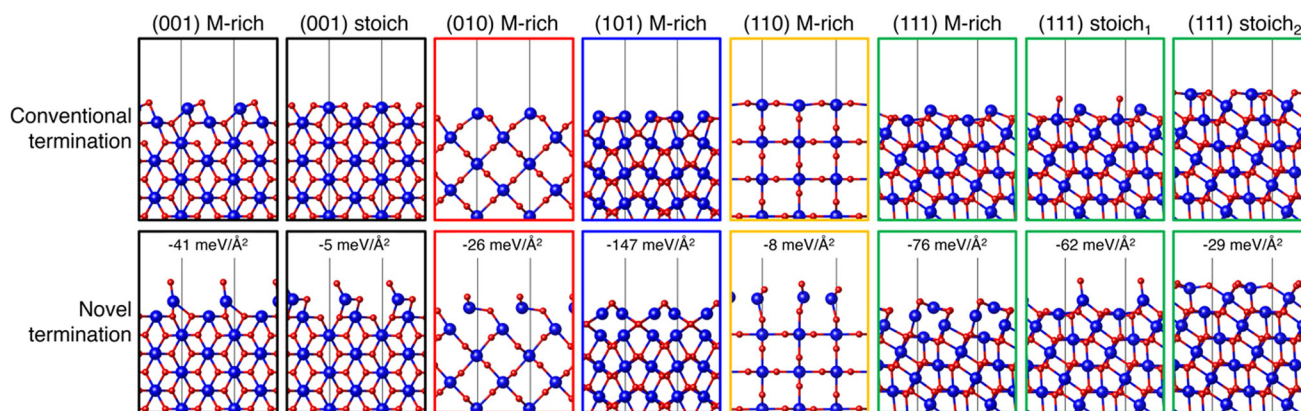 (001) M-rich (001) stoich (010) M-rich (101) M-rich (110) M-rich (111) M-rich (111) stoich₁ (111) stoich₂
Conventional
termination
-41 meV/Å² -5 meV/Å² -26 meV/Å² -147 meV/Å² -8 meV/Å² -76 meV/Å² -62 meV/Å² -29 meV/Å²
Novel
termination